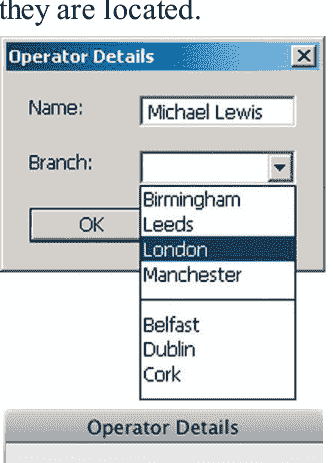 they are located.
Operator Details
Name: Michael Lewis
Branch:
OK
Birmingham
Leeds
London
Manchester
Belfast
Dublin
Cork
Operator Details